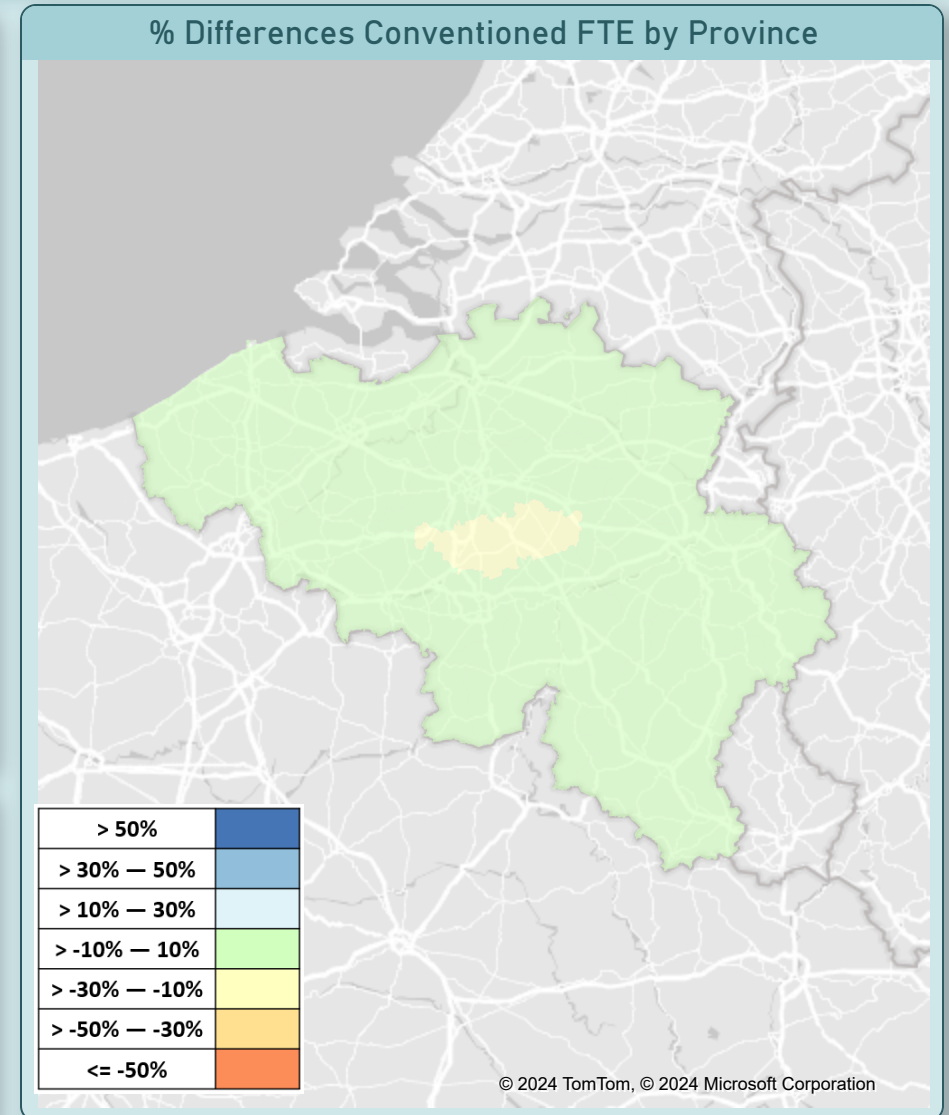 % Differences Conventioned FTE by Province
> 50%
> 30% — 50%
> 10% — 30%
> -10% — 10%
> -30% — -10%
> -50% — -30%
<= -50%
© 2024 TomTom, © 2024 Microsoft Corporation